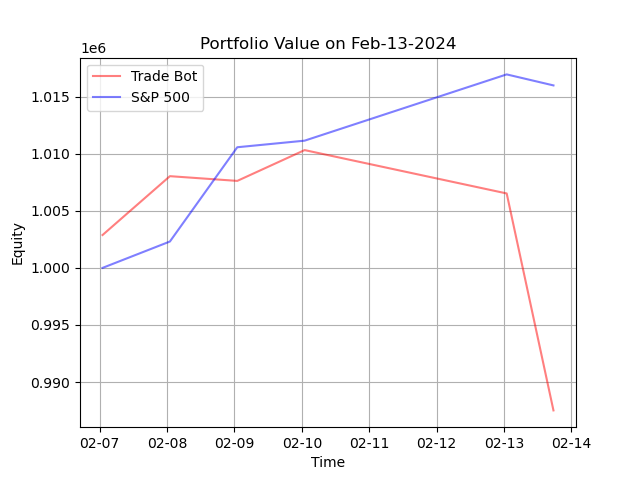 Portfolio Value on Feb-13-2024
1e6
Trade Bot
S&P 500
1.015
1.010
1.005
1.000
0.995
0.990
Equity
02-07 02-08 02-09 02-10 02-11 02-12 02-13 02-14
Time